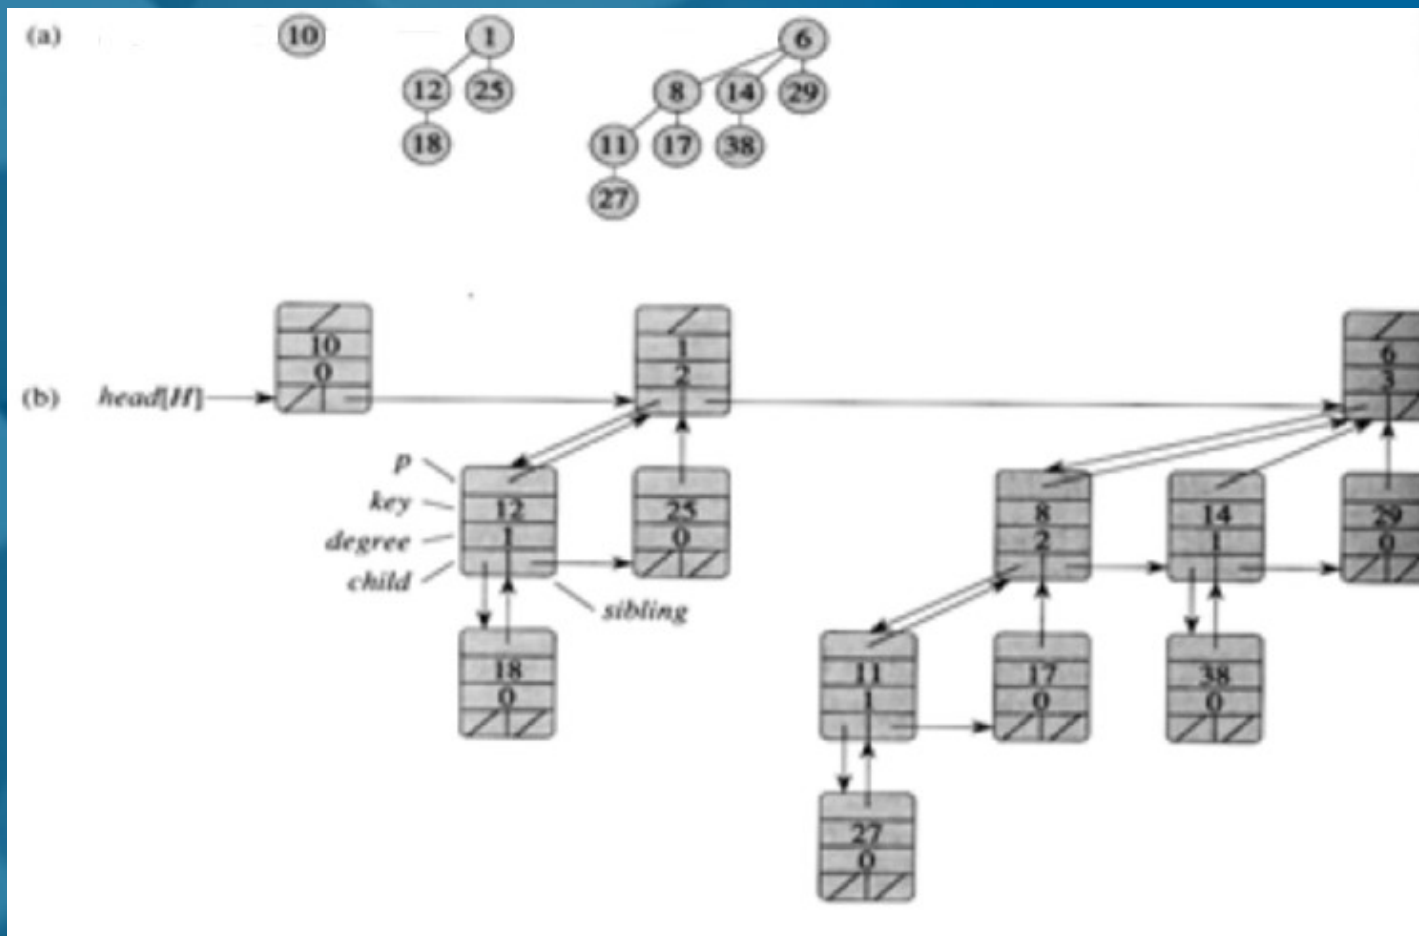 (a)
10 1 6
12 25 8 14 29
18 11 17 38
27
10 1 6
0 2 3
(b) head[H]
p
key 12 25 8 14 29
degree 1 0 2 1 0
child
sibling
18 11 17 38
0 1 0 0
27
0